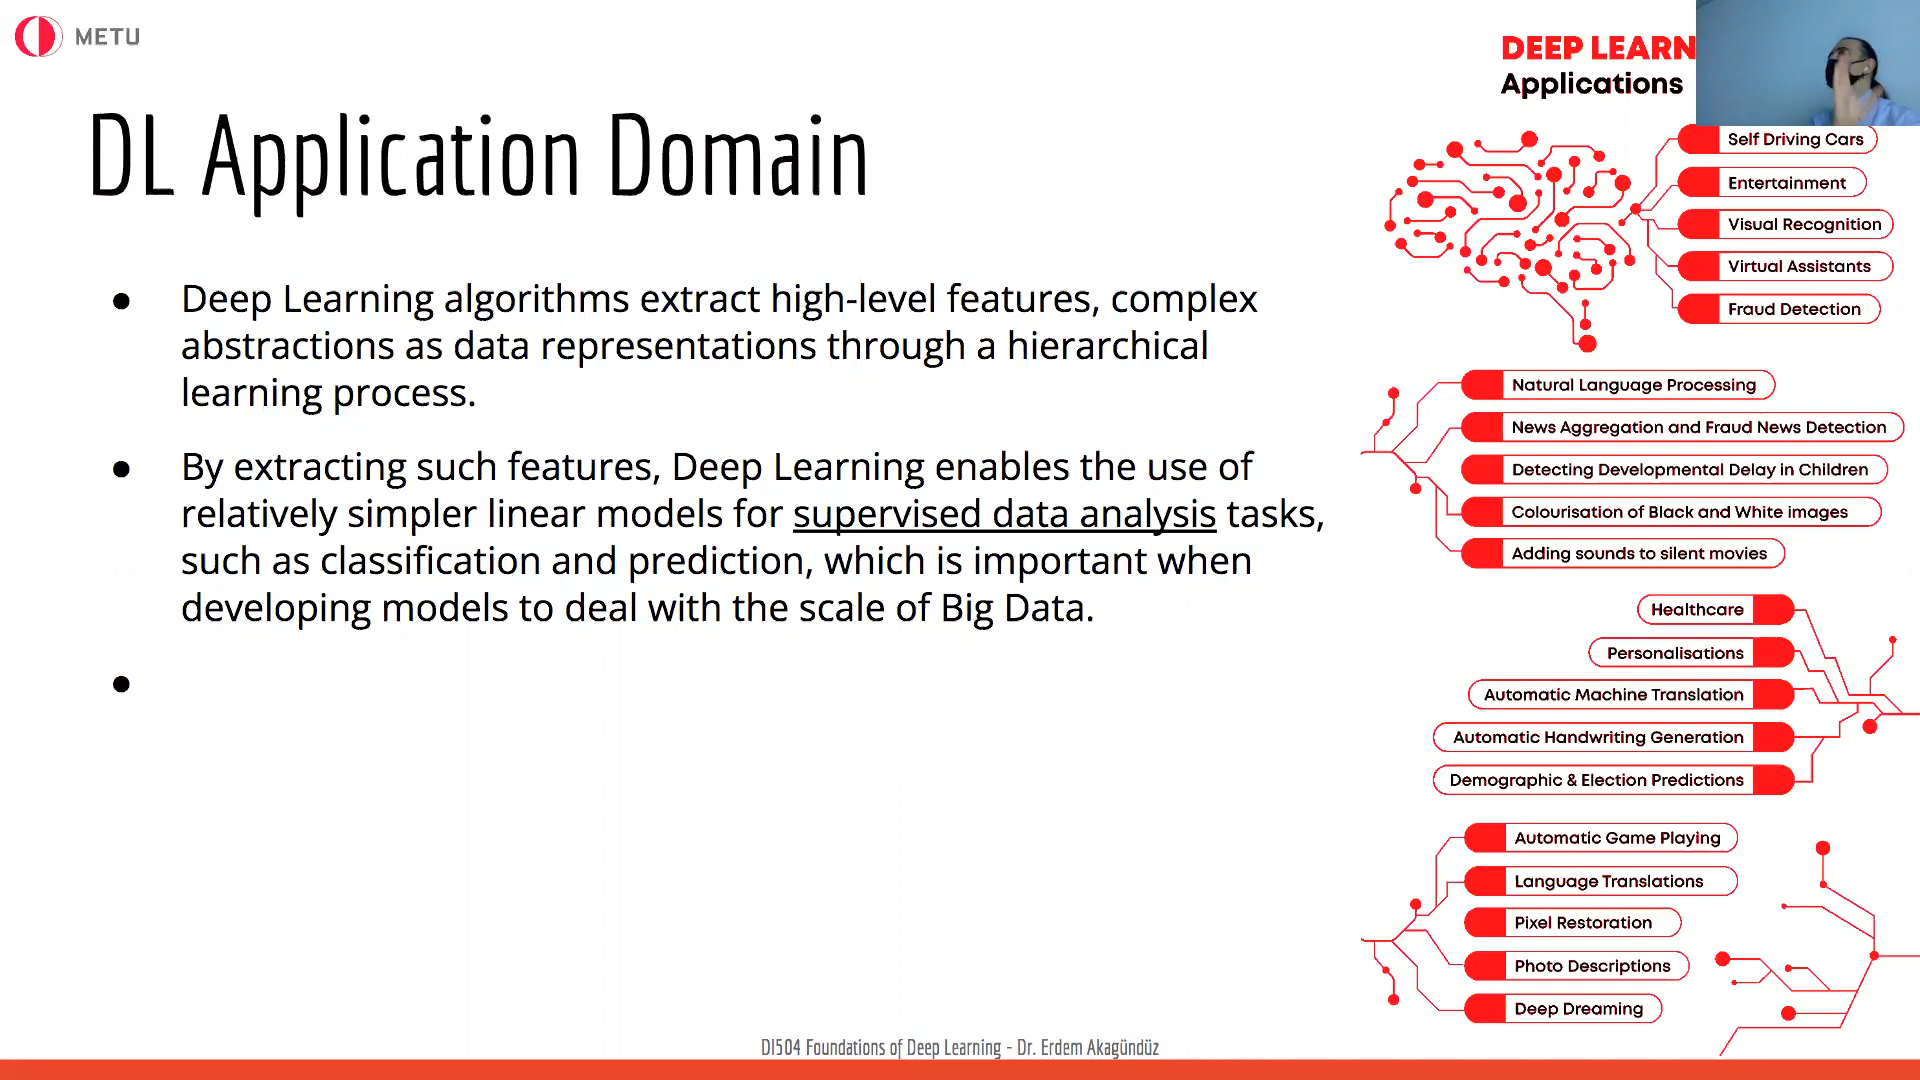 METU
DL Application Domain
Deep Learning algorithms extract high-level features, complex
abstractions as data representations through a hierarchical
learning process.
By extracting such features, Deep Learning enables the use of
relatively simpler linear models for supervised data analysis tasks,
such as classification and prediction, which is important when
developing models to deal with the scale of Big Data.
DEEP LEARN
Applications
Self Driving Cars
Entertainment
Visual Recognition
Virtual Assistants
Fraud Detection
Natural Language Processing
News Aggregation and Fraud News Detection
Detecting Developmental Delay in Children
Colourisation of Black and White images
Adding sounds to silent movies
Healthcare
Personalisations
Automatic Machine Translation
Automatic Handwriting Generation
Demographic & Election Predictions
Automatic Game Playing
Language Translations
Pixel Restoration
Photo Descriptions
Deep Dreaming
DI504 Foundations of Deep Learning - Dr. Erdem Akagündüz